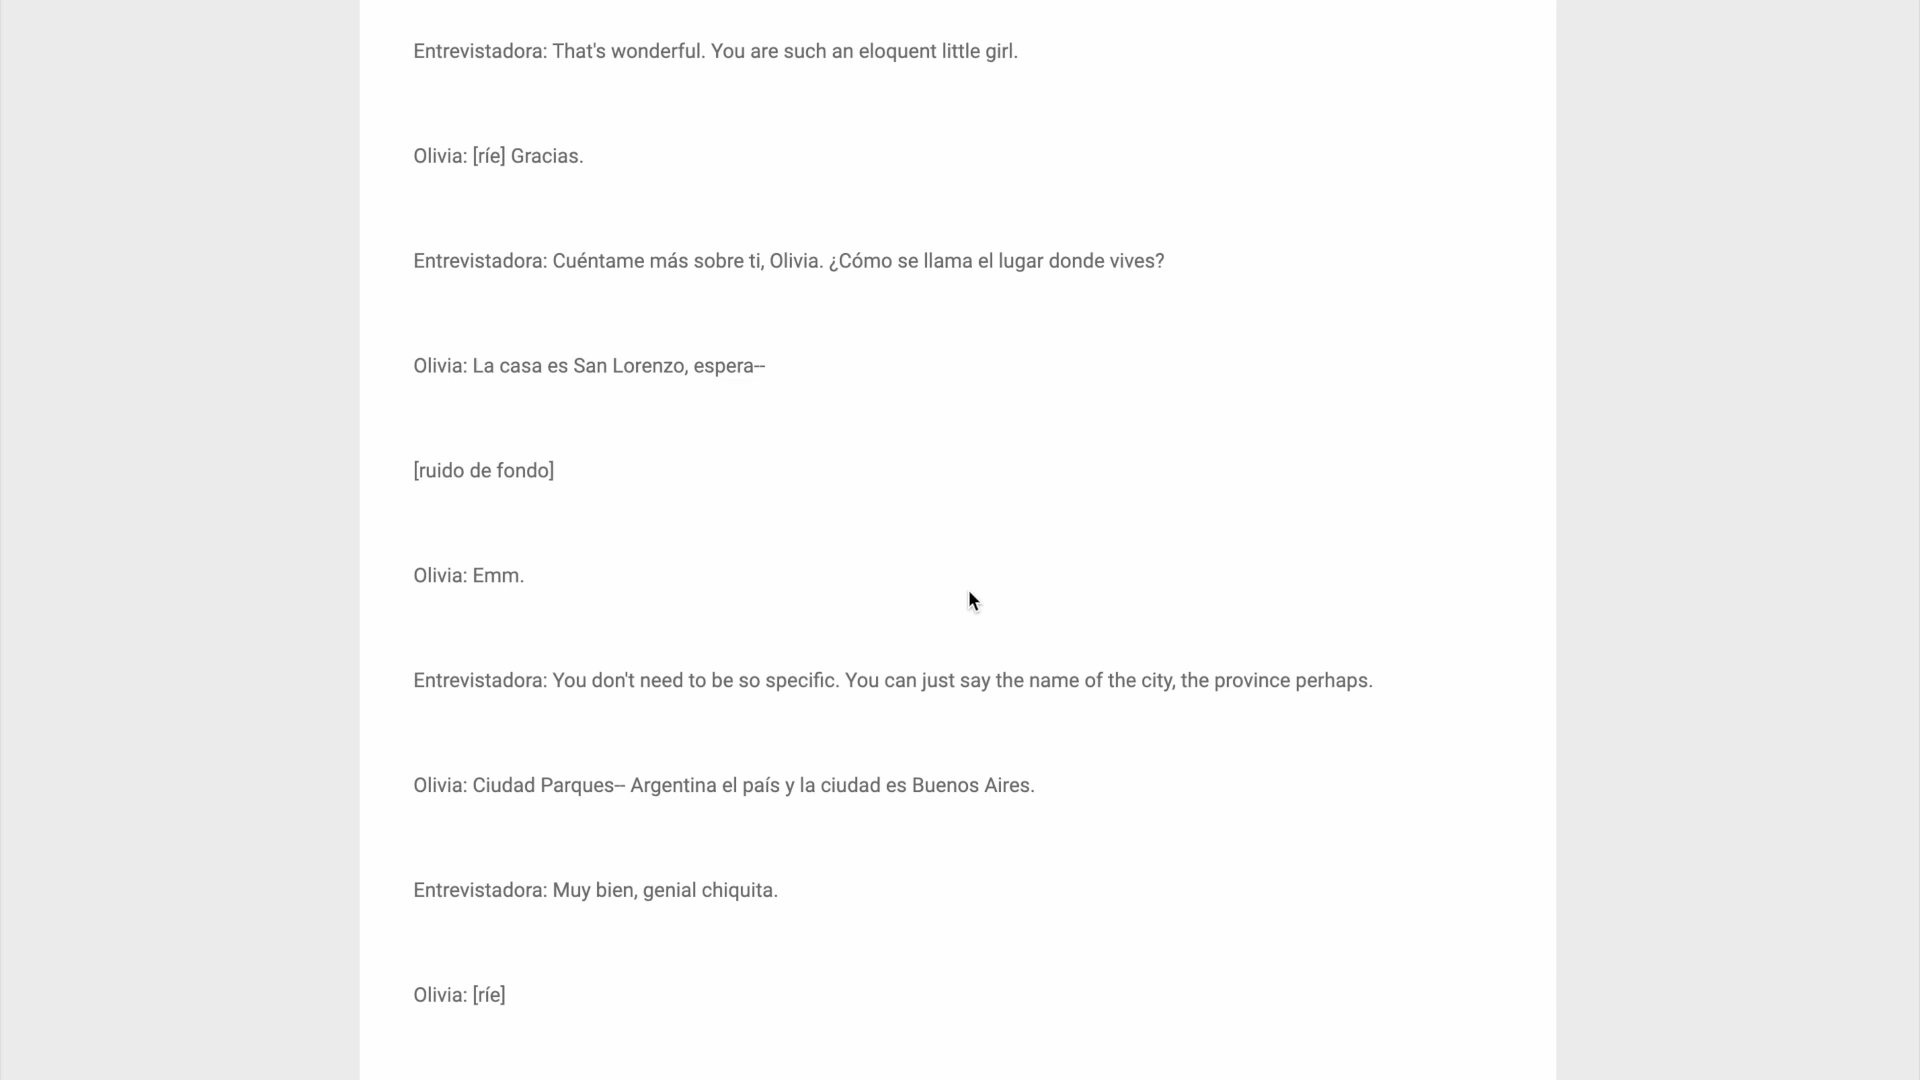 Entrevistadora: That's wonderful. You are such an eloquent little girl.
Olivia: [ríe] Gracias.
Entrevistadora: Cuéntame más sobre ti, Olivia. ¿Cómo se llama el lugar donde vives?
Olivia: La casa es San Lorenzo, espera--
[ruido de fondo]
Olivia: Emm.
Entrevistadora: You don't need to be so specific. You can just say the name of the city, the province perhaps.
Olivia: Ciudad Parques-- Argentina el país y la ciudad es Buenos Aires.
Entrevistadora: Muy bien, genial chiquita.
Olivia: [ríe]